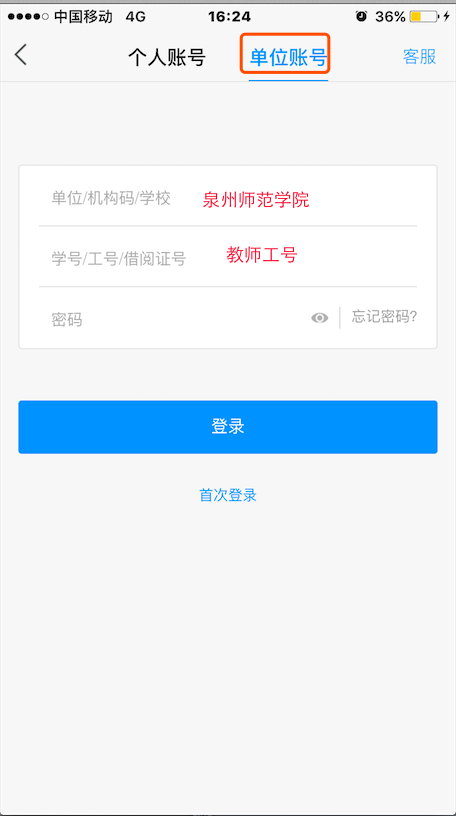 中国移动 4G 16:24 36%
个人账号 单位账号 客服
单位/机构码/学校 泉州师范学院
学号/工号/借阅证号 教师工号
密码 忘记密码?
登录
首次登录